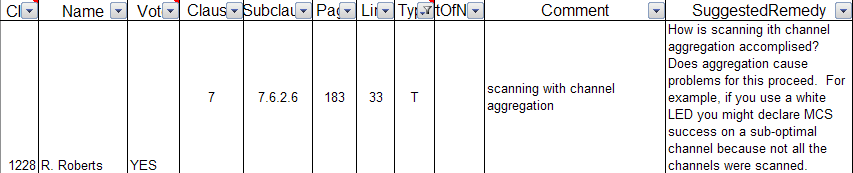 Cl Name Vot Claus Subclau Pag Lin Typ rtOfN Comment SuggestedRemedy
1228 R. Roberts YES 7 7.6.2.6 183 33 T
scanning with channel
aggregation
How is scanning ith channel
aggregation accomplised?
Does aggregation cause
problems for this proceed. For
example, if you use a white
LED you might declare MCS
success on a sub-optimal
channel because not all the
channels were scanned.